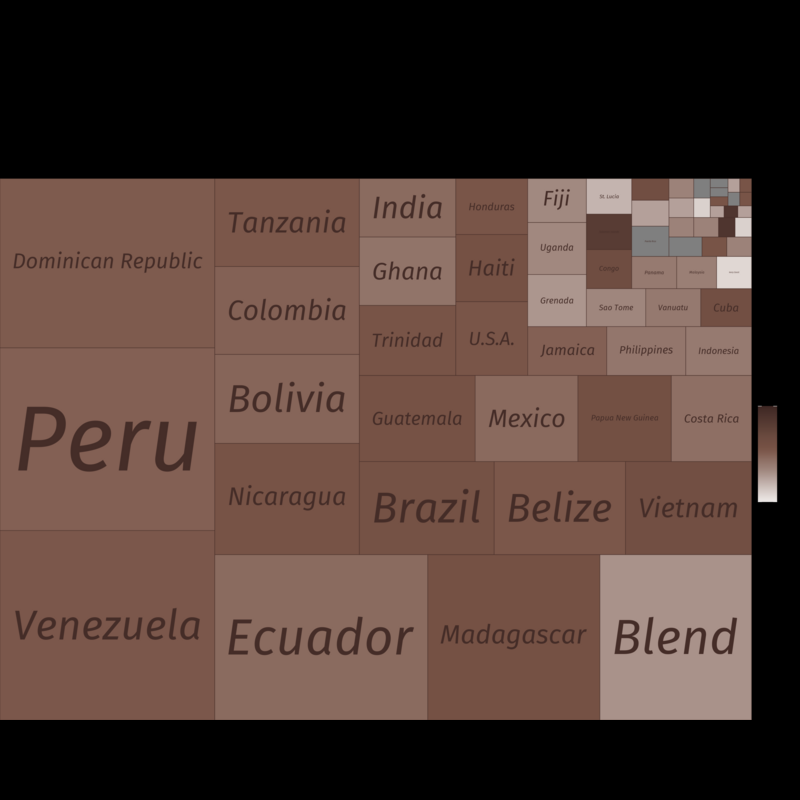 Dominican Republic
Peru
Venezuela
Tanzania
Colombia
Bolivia
Nicaragua
Ecuador
Madagascar
Blend
India
Ghana
Trinidad
Honduras
Haiti
U.S.A.
Guatemala
Mexico
Papua New Guinea
Costa Rica
Brazil
Belize
Vietnam
Fiji
Uganda
Grenada
Jamaica
Philippines
Indonesia
St. Lucia
Congo
Sao Tome
Vanuatu
Cuba
Panama